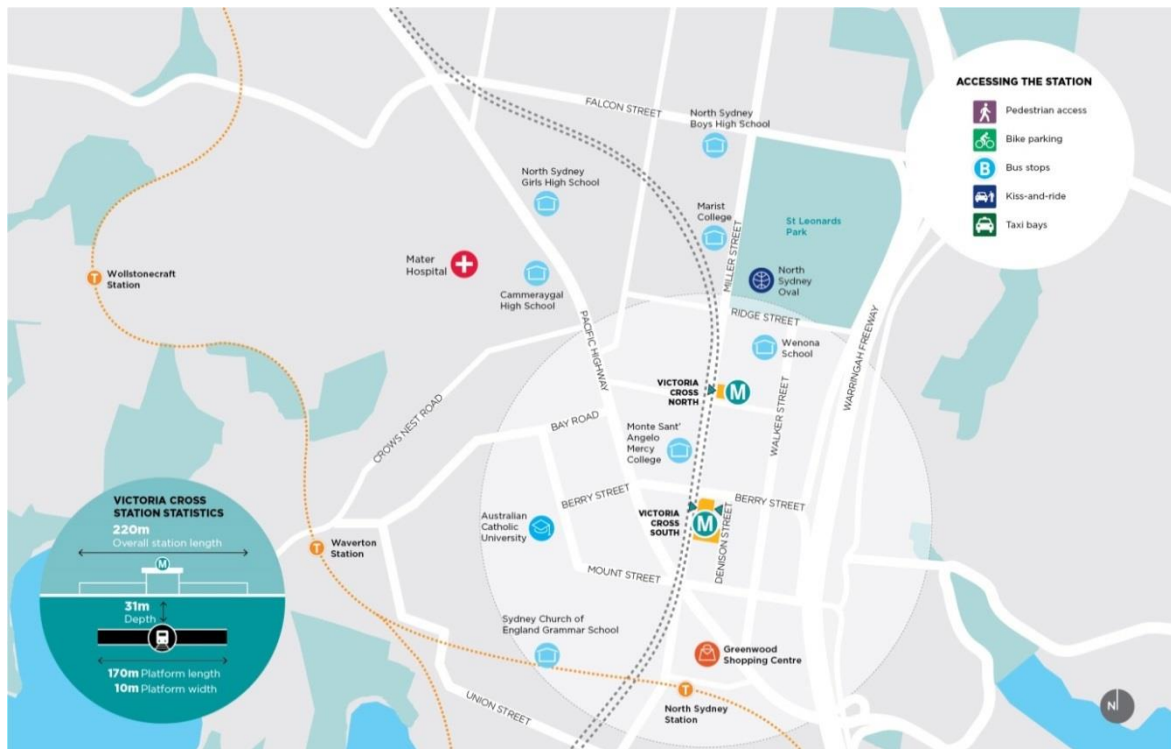 ACCESSING THE STATION
Pedestrian access
Bike parking
B
Bus stops
Kiss-and-ride
Taxi bays
FALCON STREET
North Sydney
Boys High School
North Sydney
Girls High School
Marist
College
St Leonards
Park
MILLER STREET
Mater
Hospital
Cammeraygal
High School
North
Sydney
Oval
T
Wollstonecraft
Station
PACIFIC HIGHWAY
RIDGE STREET
WARRINGAH FREEWAY
Wenona
School
VICTORIA
CROSS
NORTH
M
WALKER STREET
CROWS NEST ROAD
BAY ROAD
Monte Sant'
Angelo
Mercy
College
BERRY STREET
BERRY STREET
VICTORIA
CROSS
SOUTH
M
DENISON STREET
Australian
Catholic
University
T
Waverton
Station
MOUNT STREET
VICTORIA CROSS
STATION STATISTICS
220m
Overall station length
M
31m
Depth
170m Platform length
10m Platform width
Sydney Church of
England Grammar School
Greenwood
Shopping Centre
T
North Sydney
Station
UNION STREET
N